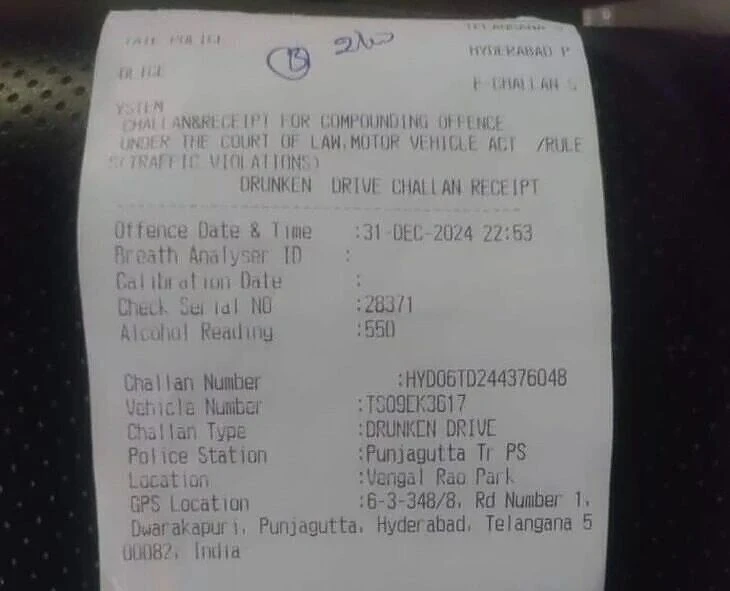 TELANGANA S
TATE POLICE
HYDERABAD P
OLICE
E-CHALLAN S
YSTEM
CHALLAN&RECEIPT FOR COMPOUNDING OFFENCE
UNDER THE COURT OF LAW,MOTOR VEHICLE ACT /RULE
S(TRAFFIC VIOLATIONS)
DRUNKEN DRIVE CHALLAN RECEIPT
Offence Date & Time :31-DEC-2024 22:53
Breath Analyser ID :
Calibration Date :
Check Serial NO :28371
Alcohol Reading :550
Challan Number :HYD06TD244376048
Vehicle Number :TS09EK3617
Challan Type :DRUNKEN DRIVE
Police Station :Punjagutta Tr PS
Location :Vengal Rao Park
GPS Location :6-3-348/8, Rd Number 1,
Dwarakapuri, Punjagutta, Hyderabad, Telangana 5
00082, India